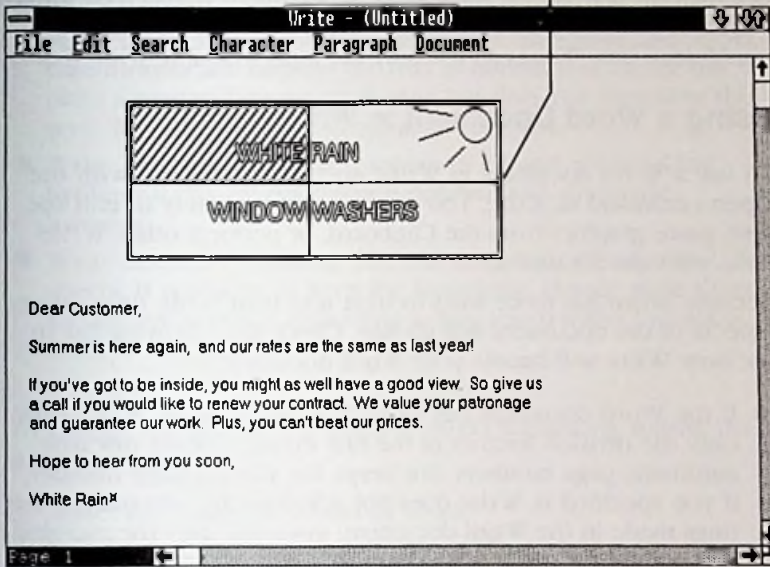 Write - (Untitled)
File Edit Search Character Paragraph Document
WHITE RAIN
WINDOW WASHERS
Dear Customer,
Summer is here again, and our rates are the same as last year!
If you've got to be inside, you might as well have a good view. So give us
a call if you would like to renew your contract. We value your patronage
and guarantee our work. Plus, you can't beat our prices.
Hope to hear from you soon,
White Rain¤
Page 1